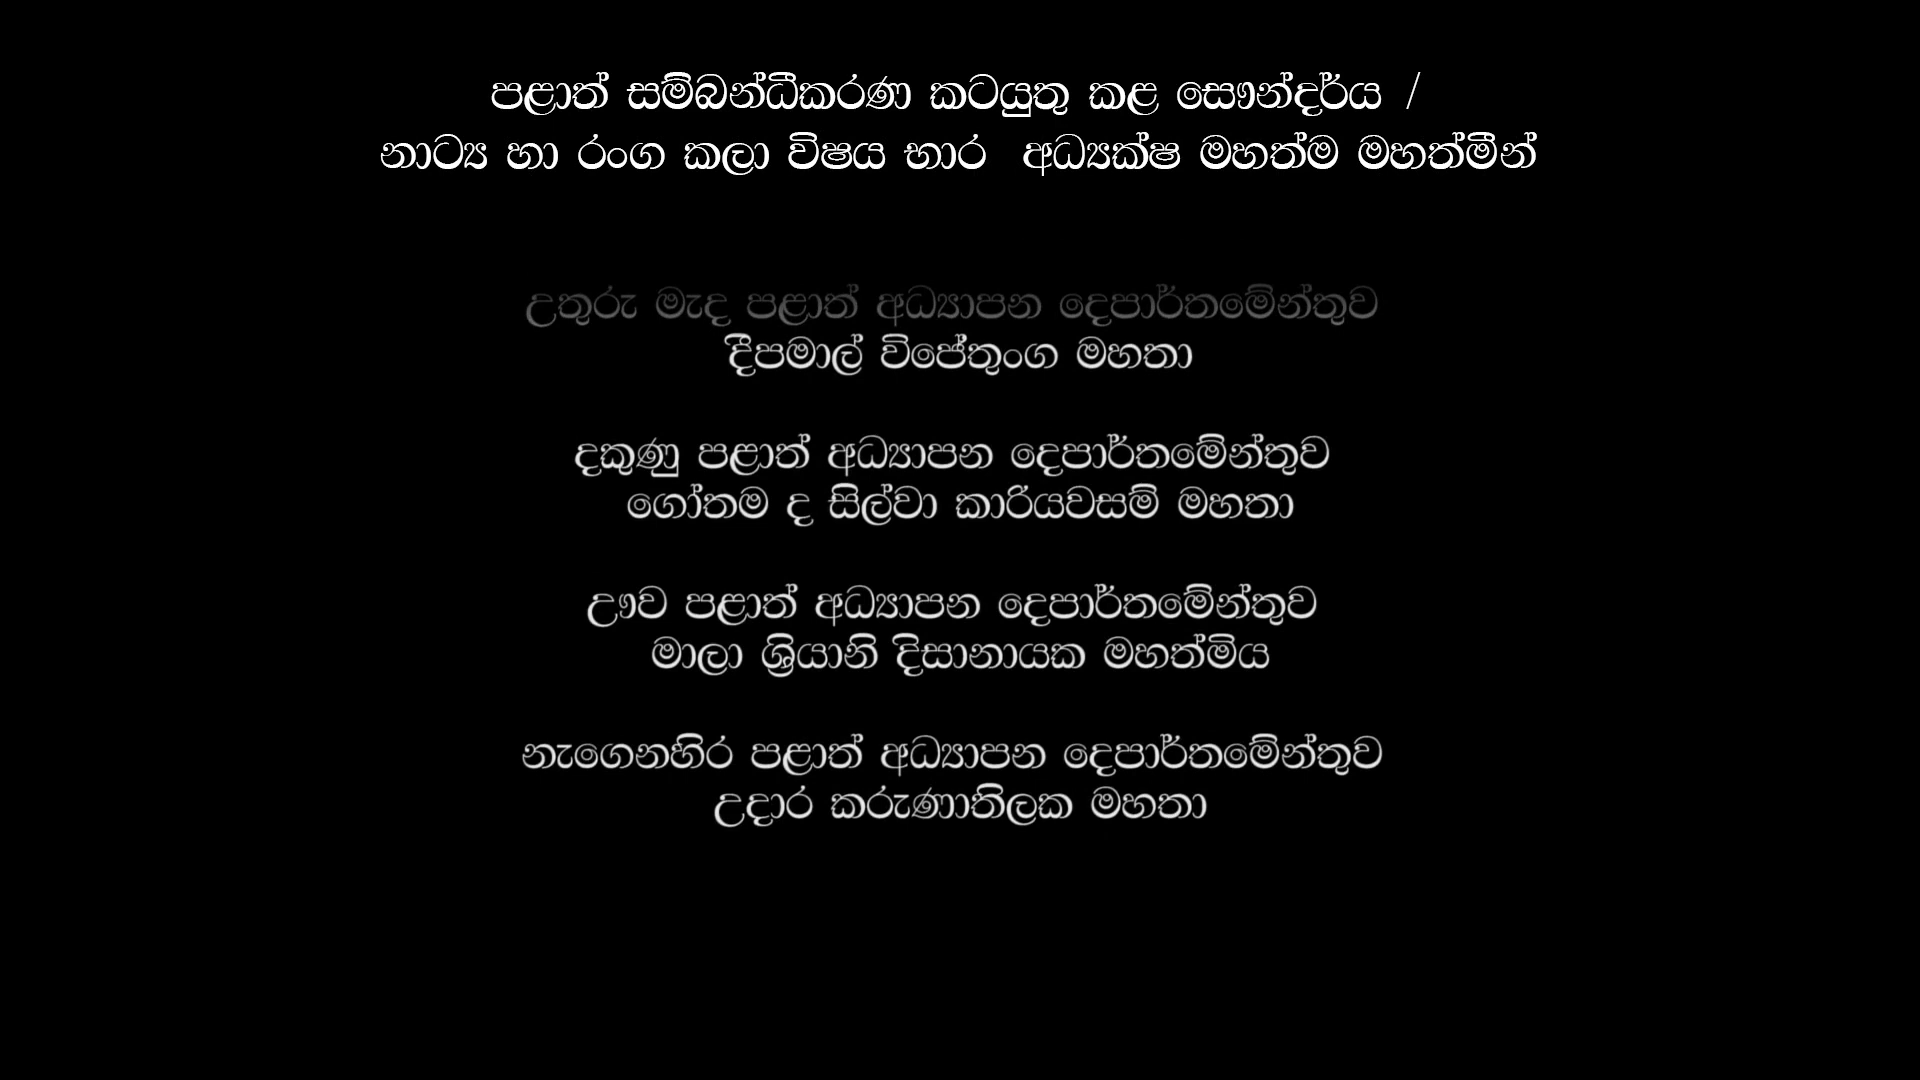 පළාත් සම්බන්ධීකරණ කටයුතු කළ සෞන්දර්ය /
නාට්‍ය හා රංග කලා විෂය භාර අධ්‍යක්ෂ මහත්ම මහත්මීන්
උතුරු මැද පළාත් අධ්‍යාපන දෙපාර්තමේන්තුව
දීපමාල් විජේතුංග මහතා
දකුණු පළාත් අධ්‍යාපන දෙපාර්තමේන්තුව
ගෝතම ද සිල්වා කාරියවසම් මහතා
ඌව පළාත් අධ්‍යාපන දෙපාර්තමේන්තුව
මාලා ශ්‍රියානි දිසානායක මහත්මිය
නැගෙනහිර පළාත් අධ්‍යාපන දෙපාර්තමේන්තුව
උදාර කරුණාතිලක මහතා